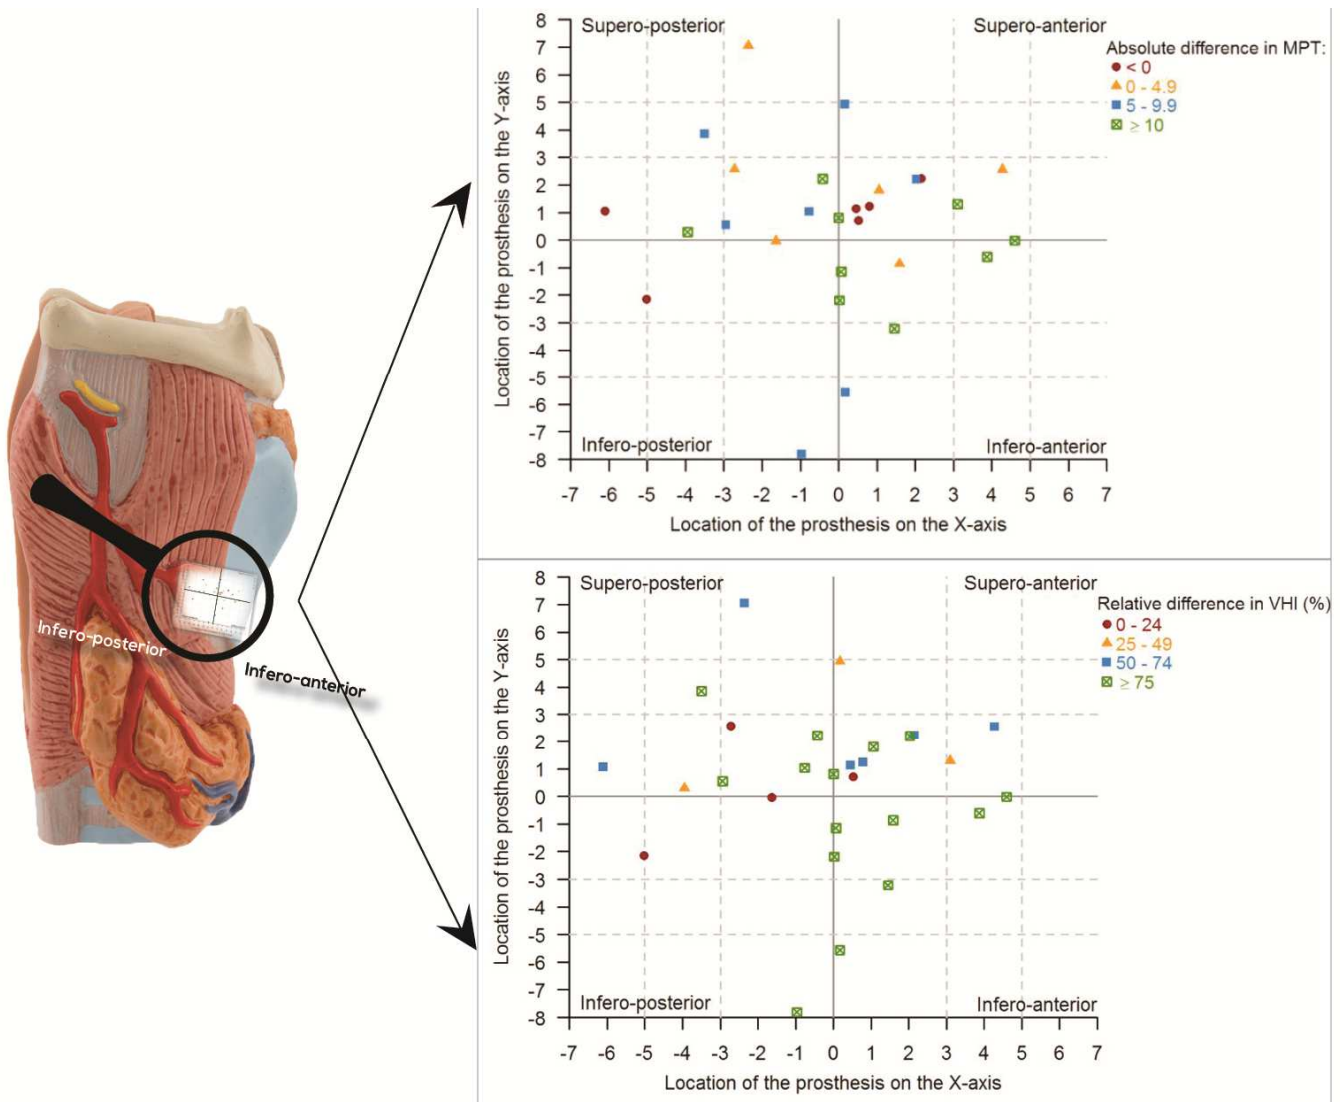 Supero-posterior
Supero-anterior
Absolute difference in MPT:
< 0
0 - 4.9
5 - 9.9
≥ 10
Location of the prosthesis on the Y-axis
8
7
6
5
4
3
2
1
0
-1
-2
-3
-4
-5
-6
-7
-8
Infero-posterior
Infero-anterior
-7 -6 -5 -4 -3 -2 -1 0 1 2 3 4 5 6 7
Location of the prosthesis on the X-axis
Infero-posterior
Infero-anterior
Supero-posterior
Supero-anterior
Relative difference in VHI (%)
0 - 24
25 - 49
50 - 74
≥ 75
Location of the prosthesis on the Y-axis
8
7
6
5
4
3
2
1
0
-1
-2
-3
-4
-5
-6
-7
-8
Infero-posterior
Infero-anterior
-7 -6 -5 -4 -3 -2 -1 0 1 2 3 4 5 6 7
Location of the prosthesis on the X-axis